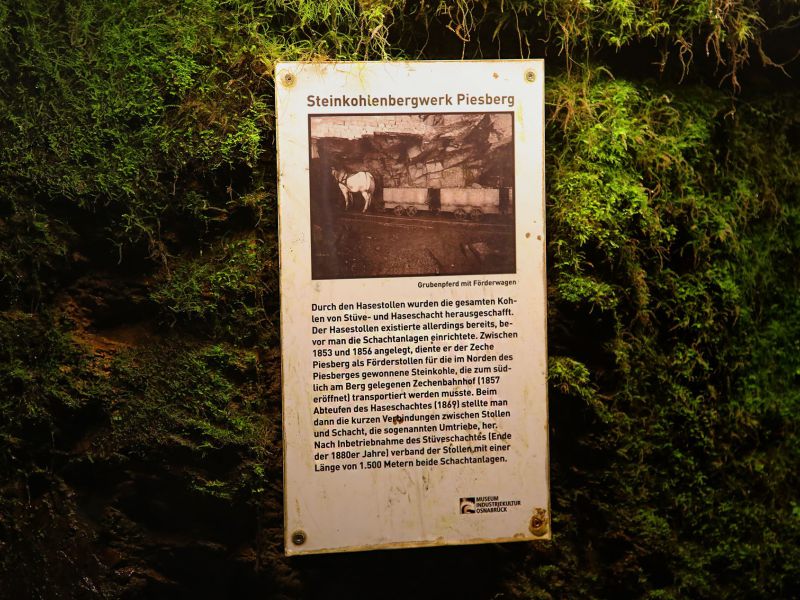 Steinkohlenbergwerk Piesberg
Grubenpferd mit Förderwagen
Durch den Hasestollen wurden die gesamten Koh-
len von Stüve- und Haseschacht herausgeschafft.
Der Hasestollen existierte allerdings bereits, be-
vor man die Schachtanlagen einrichtete. Zwischen
1853 und 1856 angelegt, diente er der Zeche
Piesberg als Förderstollen für die im Norden des
Piesberges gewonnene Steinkohle, die zum süd-
lich am Berg gelegenen Zechenbahnhof (1857
eröffnet) transportiert werden musste. Beim
Abteufen des Haseschachtes (1869) stellte man
dann die kurzen Verbindungen zwischen Stollen
und Schacht, die sogenannten Umtriebe, her.
Nach Inbetriebnahme des Stüveschachtes (Ende
der 1880er Jahre) verband der Stollen mit einer
Länge von 1.500 Metern beide Schachtanlagen.
MUSEUM
INDUSTRIEKULTUR
OSNABRÜCK